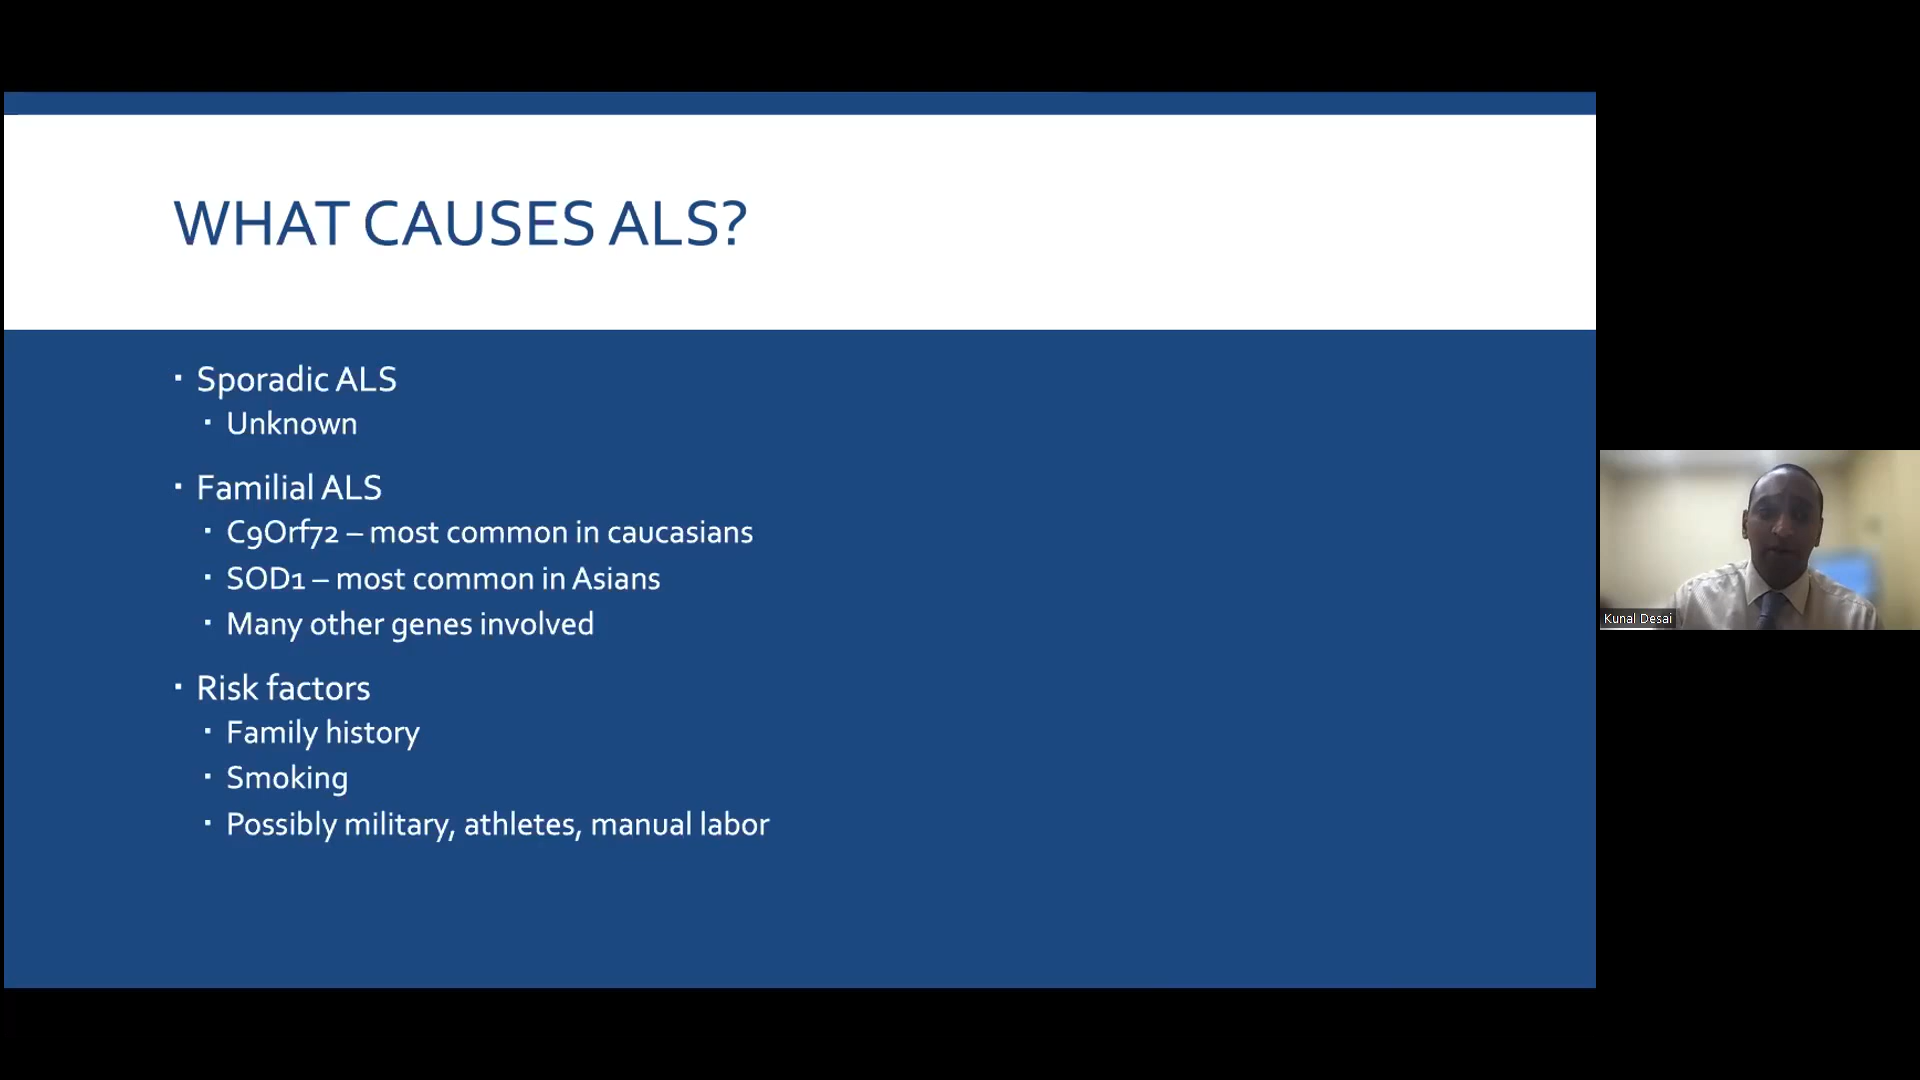 WHAT CAUSES ALS?
▪ Sporadic ALS
▪ Unknown
▪ Familial ALS
▪ C9Orf72 – most common in caucasians
▪ SOD1 – most common in Asians
▪ Many other genes involved
▪ Risk factors
▪ Family history
▪ Smoking
▪ Possibly military, athletes, manual labor
Kunal Desai